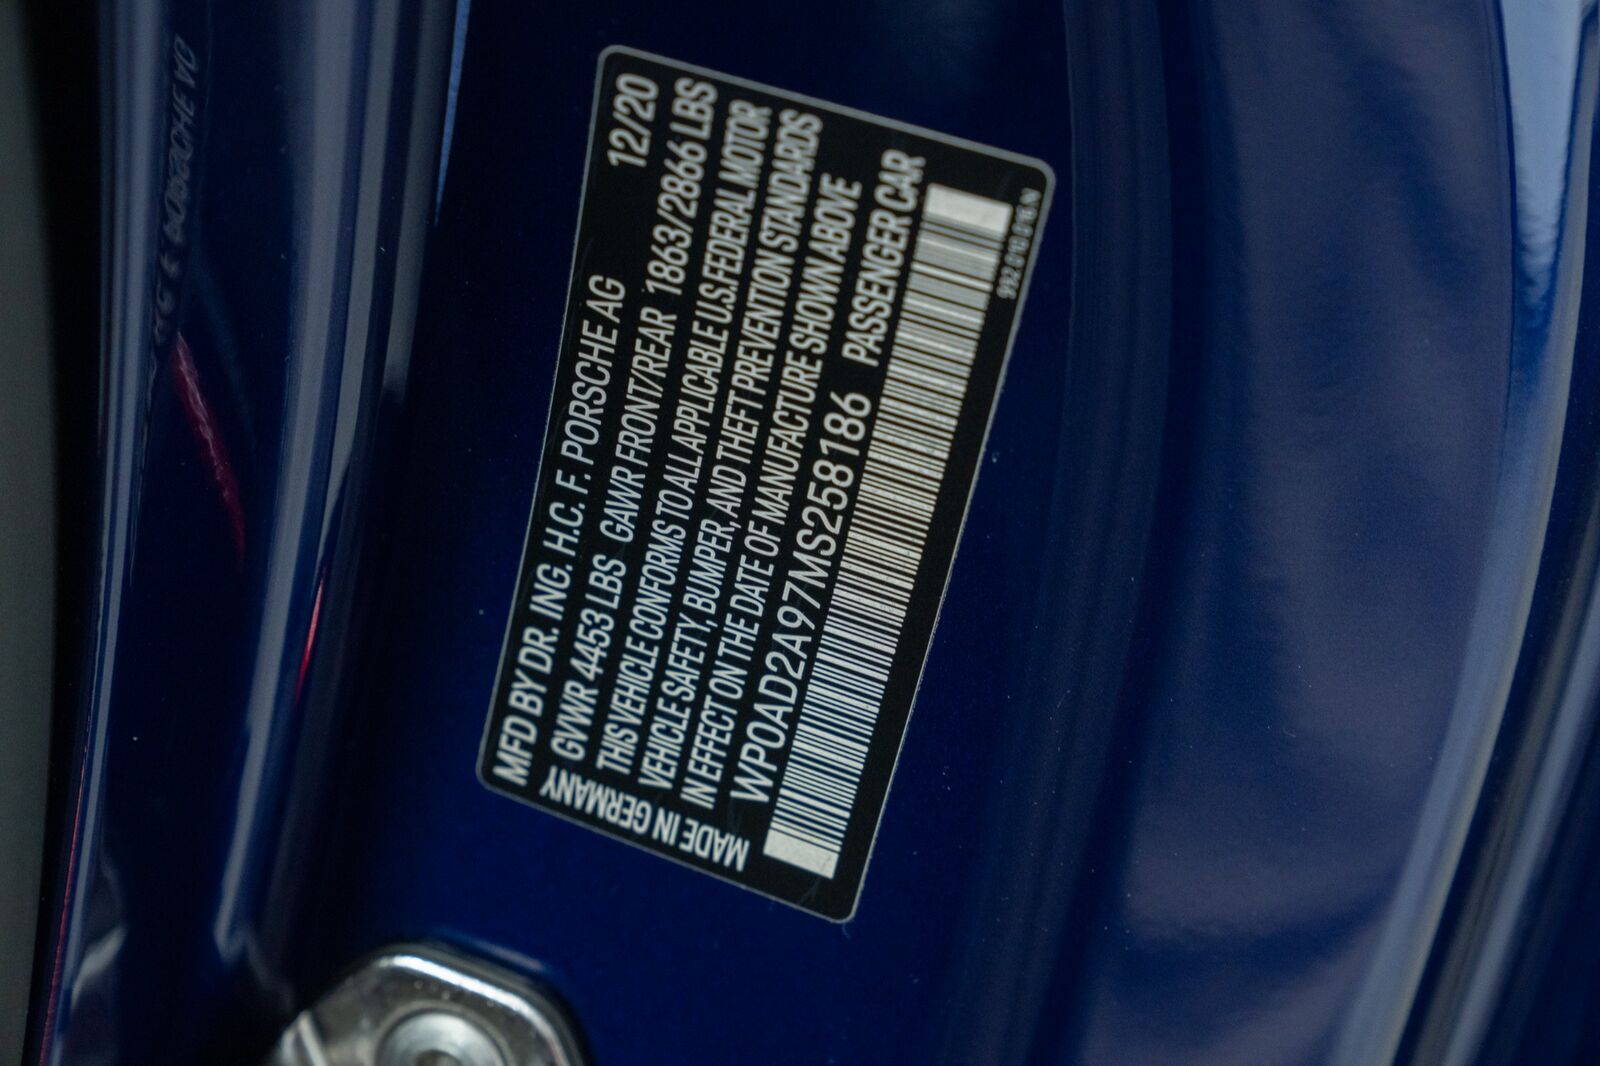 MFD BY DR. ING. H.C. F. PORSCHE AG 12/20
GVWR 4453 LBS GAWR FRONT/REAR 1863/2866 LBS
THIS VEHICLE CONFORMS TO ALL APPLICABLE U.S. FEDERAL MOTOR
VEHICLE SAFETY, BUMPER, AND THEFT PREVENTION STANDARDS
IN EFFECT ON THE DATE OF MANUFACTURE SHOWN ABOVE
WP0AD2A97MS258186 PASSENGER CAR
MADE IN GERMANY